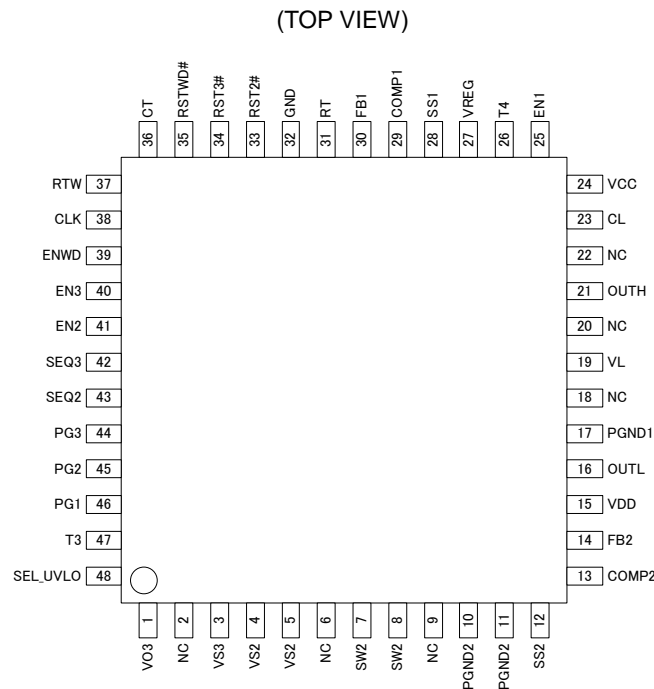 (TOP VIEW)
CT RSTWD# RST3# RST2# GND RT FB1 COMP1 SS1 VREG T4 EN1
36 35 34 33 32 31 30 29 28 27 26 25
RTW 37 24 VCC
CLK 38 23 CL
ENWD 39 22 NC
EN3 40 21 OUTH
EN2 41 20 NC
SEQ3 42 19 VL
SEQ2 43 18 NC
PG3 44 17 PGND1
PG2 45 16 OUTL
PG1 46 15 VDD
T3 47 14 FB2
SEL_UVLO 48 13 COMP2
1 2 3 4 5 6 7 8 9 10 11 12
VO3 NC VS3 VS2 VS2 NC SW2 SW2 NC PGND2 PGND2 SS2